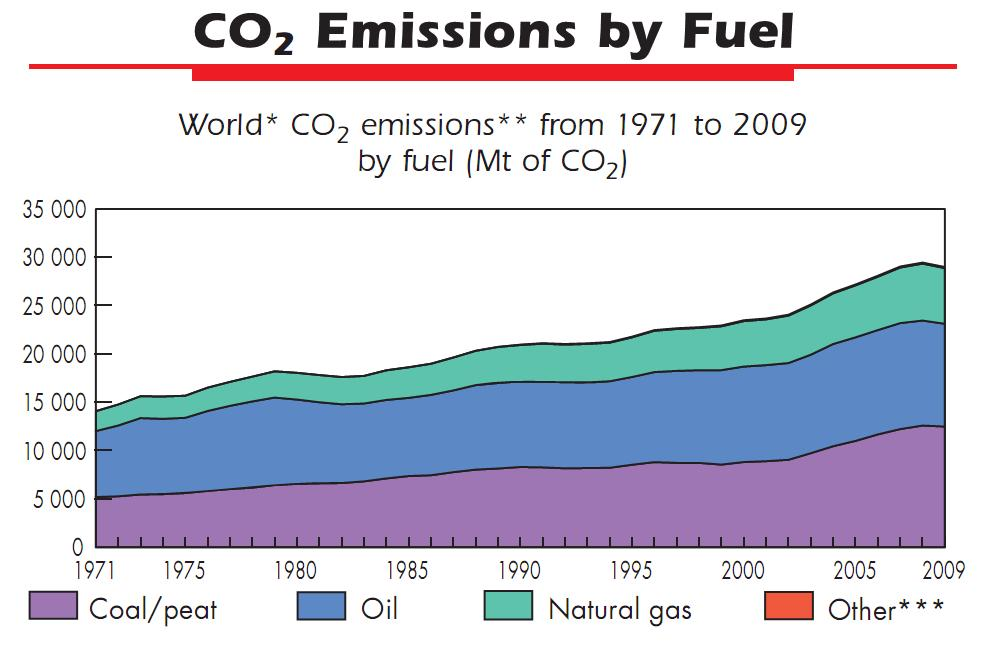 CO₂ Emissions by Fuel
World* CO₂ emissions** from 1971 to 2009
by fuel (Mt of CO₂)
35 000
30 000
25 000
20 000
15 000
10 000
5 000
0
1971 1975 1980 1985 1990 1995 2000 2005 2009
Coal/peat Oil Natural gas Other***